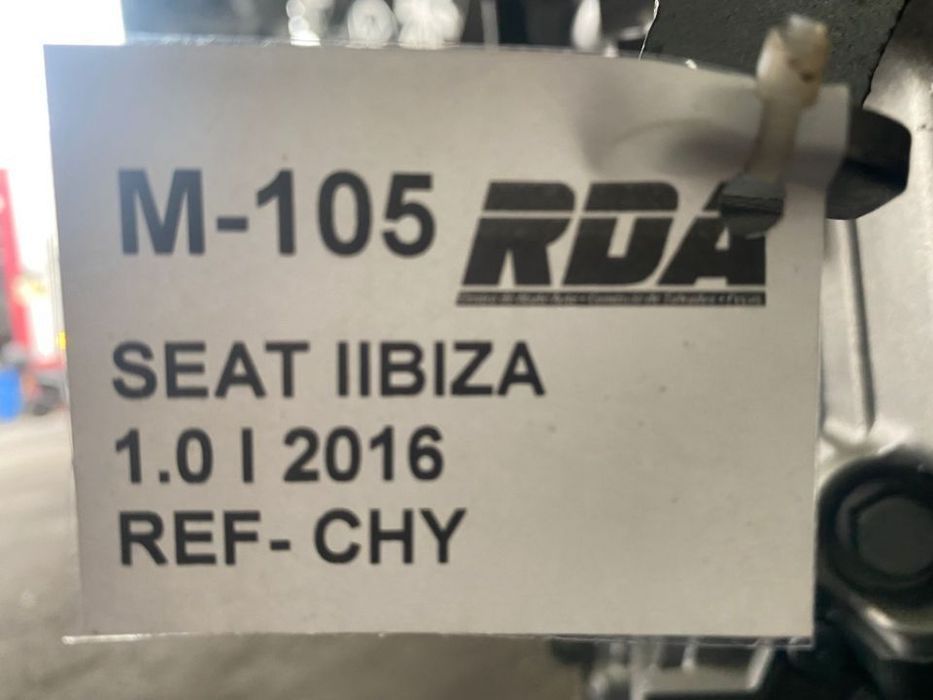 M-105
RDA
SEAT IIBIZA
1.0 I 2016
REF- CHY